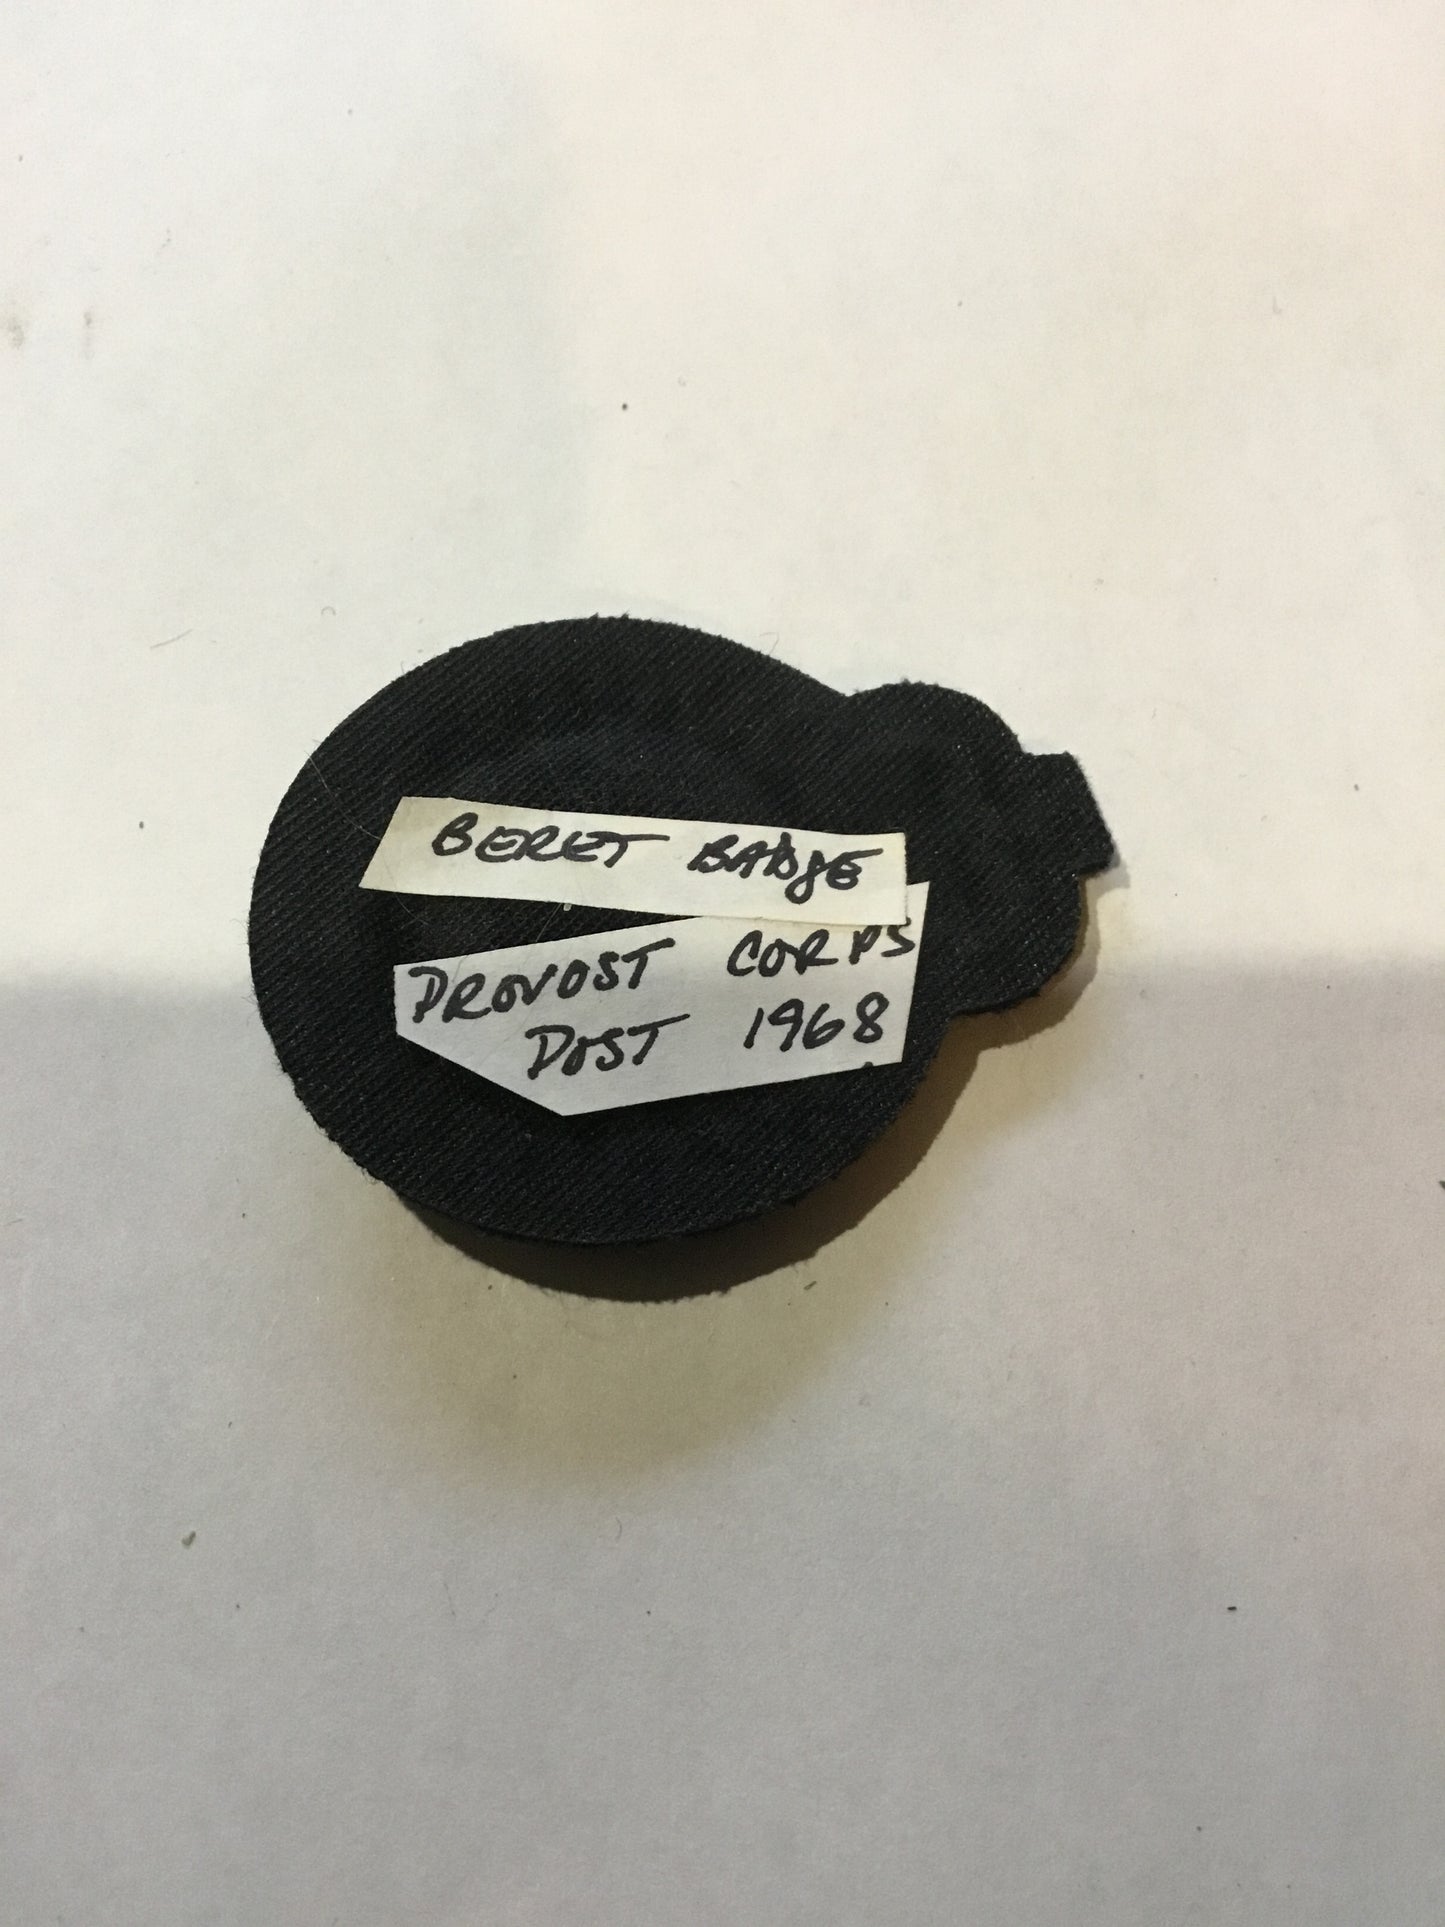 BERET BADGE
PROVOST CORPS
POST 1968